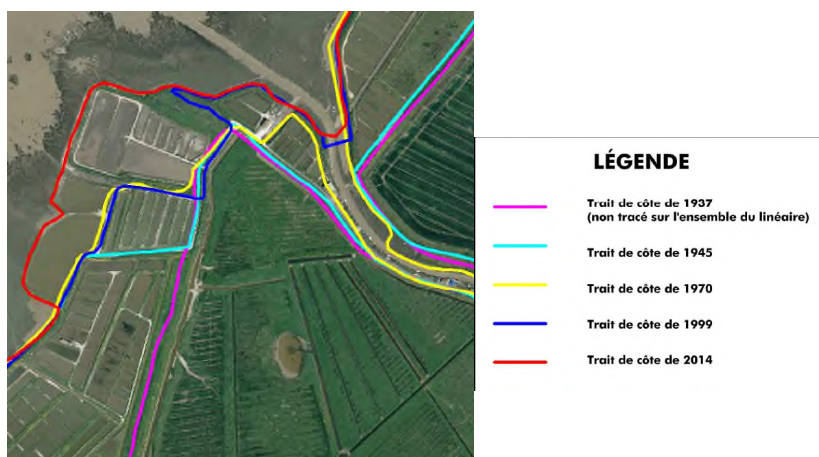 LÉGENDE
Trait de côte de 1937
(non tracé sur l'ensemble du linéaire)
Trait de côte de 1945
Trait de côte de 1970
Trait de côte de 1999
Trait de côte de 2014